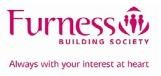 Furness
BUILDING SOCIETY
Always with your interest at heart